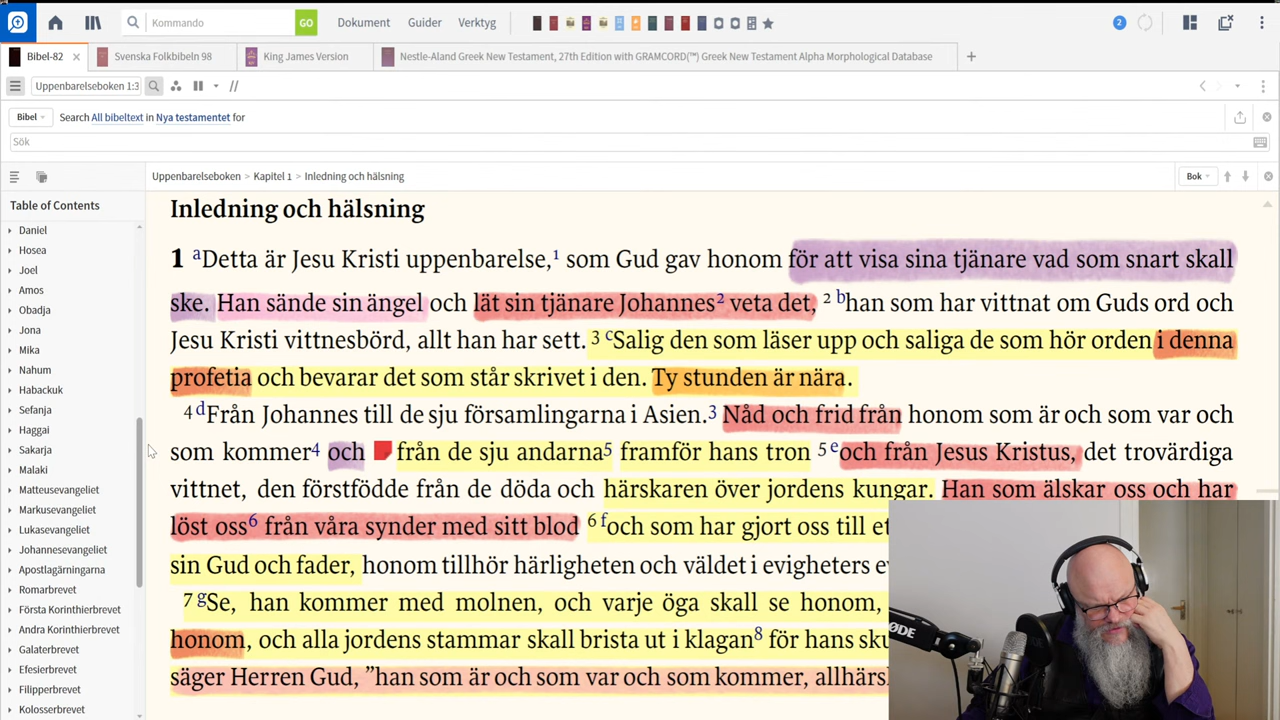 Kommando
GO
Dokument
Guider
Verktyg
2
Bibel-82
Svenska Folkbibeln 98
King James Version
Nestle-Aland Greek New Testament, 27th Edition with GRAMCORD(™) Greek New Testament Alpha Morphological Database
Uppenbarelseboken 1:3
Bibel
Search All bibeltext in Nya testamentet for
Sök
Uppenbarelseboken > Kapitel 1 > Inledning och hälsning
Bok
Table of Contents
Daniel
Hosea
Joel
Amos
Obadja
Jona
Mika
Nahum
Habackuk
Sefanja
Haggai
Sakarja
Malaki
Matteusevangeliet
Markusevangeliet
Lukasevangeliet
Johannesevangeliet
Apostlagärningarna
Romarbrevet
Första Korinthierbrevet
Andra Korinthierbrevet
Galaterbrevet
Efesierbrevet
Filipperbrevet
Kolosserbrevet
Inledning och hälsning
1 aDetta är Jesu Kristi uppenbarelse,1 som Gud gav honom för att visa sina tjänare vad som snart skall
ske. Han sände sin ängel och lät sin tjänare Johannes2 veta det, 2 bhan som har vittnat om Guds ord och
Jesu Kristi vittnesbörd, allt han har sett. 3 cSalig den som läser upp och saliga de som hör orden i denna
profetia och bevarar det som står skrivet i den. Ty stunden är nära.
4 dFrån Johannes till de sju församlingarna i Asien.3 Nåd och frid från honom som är och som var och
som kommer4 och från de sju andarna5 framför hans tron 5 eoch från Jesus Kristus, det trovärdiga
vittnet, den förstfödde från de döda och härskaren över jordens kungar. Han som älskar oss och har
löst oss6 från våra synder med sitt blod 6 foch som har gjort oss till et
sin Gud och fader, honom tillhör härligheten och väldet i evigheters e
7 gSe, han kommer med molnen, och varje öga skall se honom,
honom, och alla jordens stammar skall brista ut i klagan8 för hans sku
säger Herren Gud, ”han som är och som var och som kommer, allhärs
RØDE